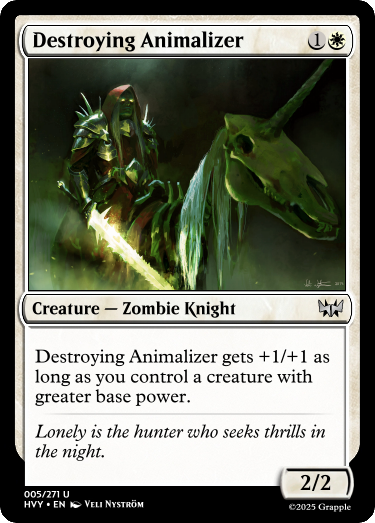 Destroying Animalizer 1
Creature — Zombie Knight
Destroying Animalizer gets +1/+1 as
long as you control a creature with
greater base power.
Lonely is the hunter who seeks thrills in
the night.
2/2
005/271 U
HVY • EN Veli Nyström
©2025 Grapple